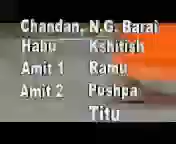 Chandan, N.G. Barai
Habu Kshitish
Amit 1 Ramu
Amit 2 Pushpa
Titu